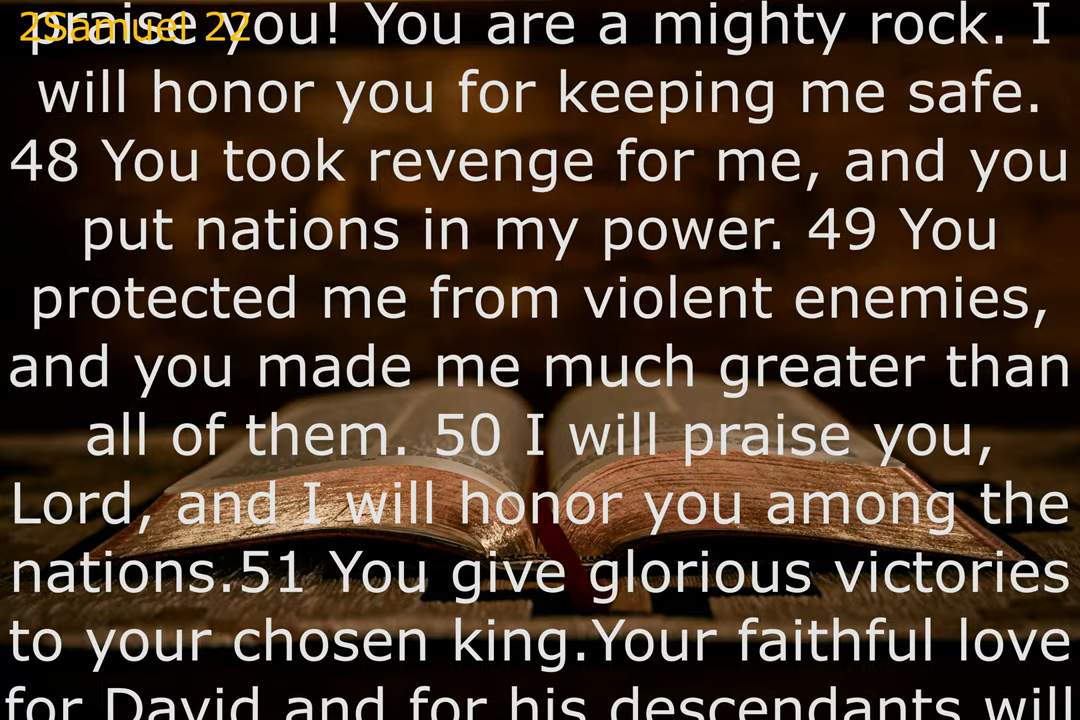 2Samuel 22
praise you! You are a mighty rock. I
will honor you for keeping me safe.
48 You took revenge for me, and you
put nations in my power. 49 You
protected me from violent enemies,
and you made me much greater than
all of them. 50 I will praise you,
Lord, and I will honor you among the
nations.51 You give glorious victories
to your chosen king.Your faithful love
for David and for his descendants will